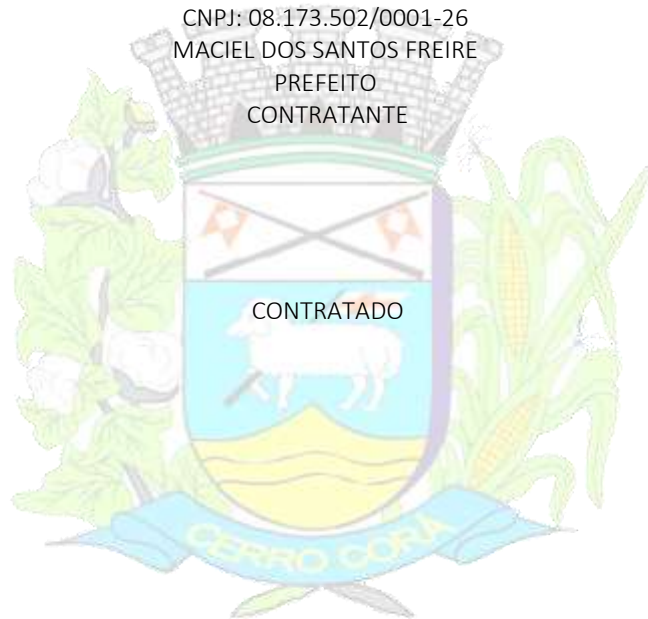 CNPJ: 08.173.502/0001-26
MACIEL DOS SANTOS FREIRE
PREFEITO
CONTRATANTE
CONTRATADO
CERRO CORÁ